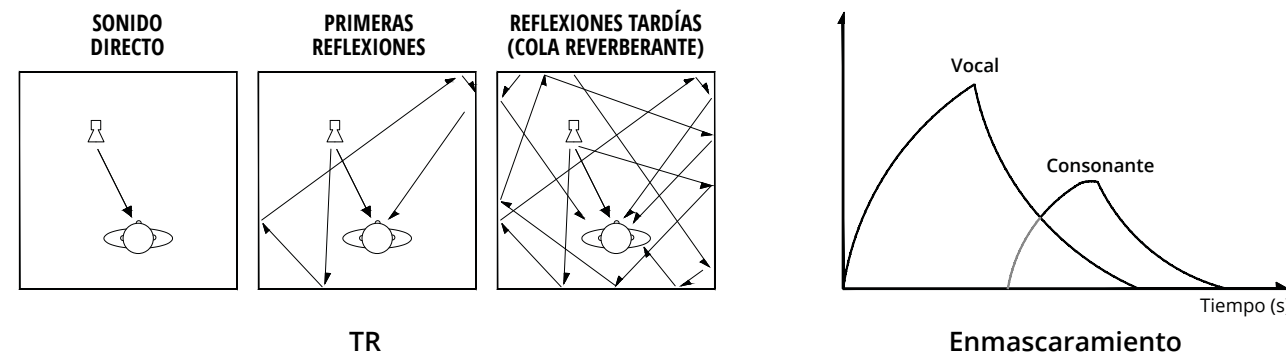 SONIDO
DIRECTO
PRIMERAS
REFLEXIONES
REFLEXIONES TARDÍAS
(COLA REVERBERANTE)
TR
Vocal
Consonante
Tiempo (s
Enmascaramiento